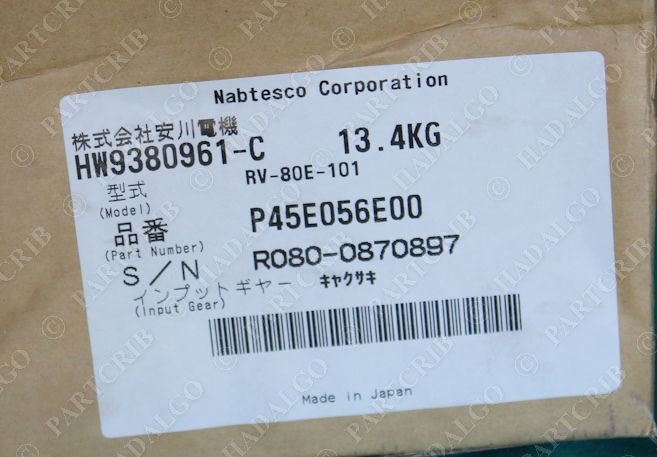 Nabtesco Corporation
株式会社安川電機
HW9380961-C 13.4KG
型式 RV-80E-101
(Model)
品番 P45E056E00
(Part Number)
S/N R080-0870897
インプットギヤー キャクサキ
(Input Gear)
Made in Japan
© PARTCRIB
© HADALGO